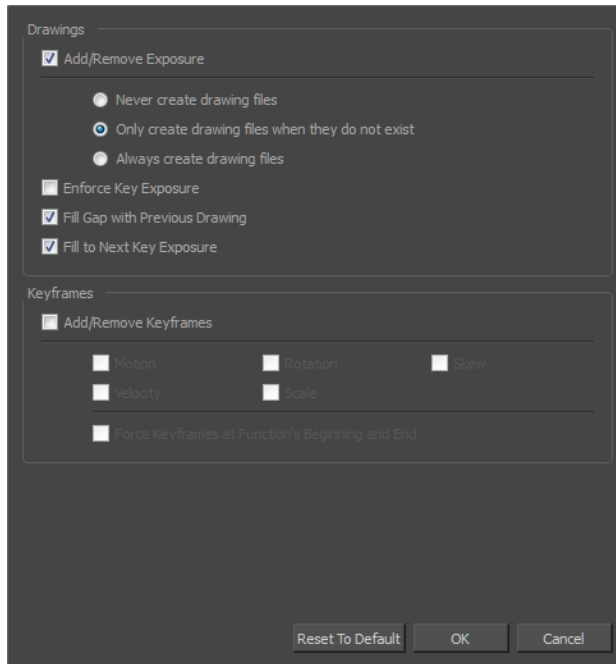 Drawings
Add/Remove Exposure
Never create drawing files
Only create drawing files when they do not exist
Always create drawing files
Enforce Key Exposure
Fill Gap with Previous Drawing
Fill to Next Key Exposure
Keyframes
Add/Remove Keyframes
Motion Rotation Skew
Velocity Scale
Force Keyframes at Function's Beginning and End
Reset To Default OK Cancel